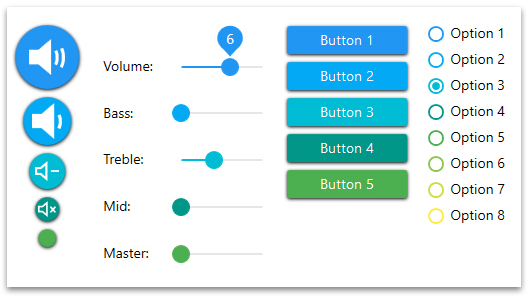 6
Volume:
Bass:
Treble:
Mid:
Master:
Button 1
Button 2
Button 3
Button 4
Button 5
Option 1
Option 2
Option 3
Option 4
Option 5
Option 6
Option 7
Option 8